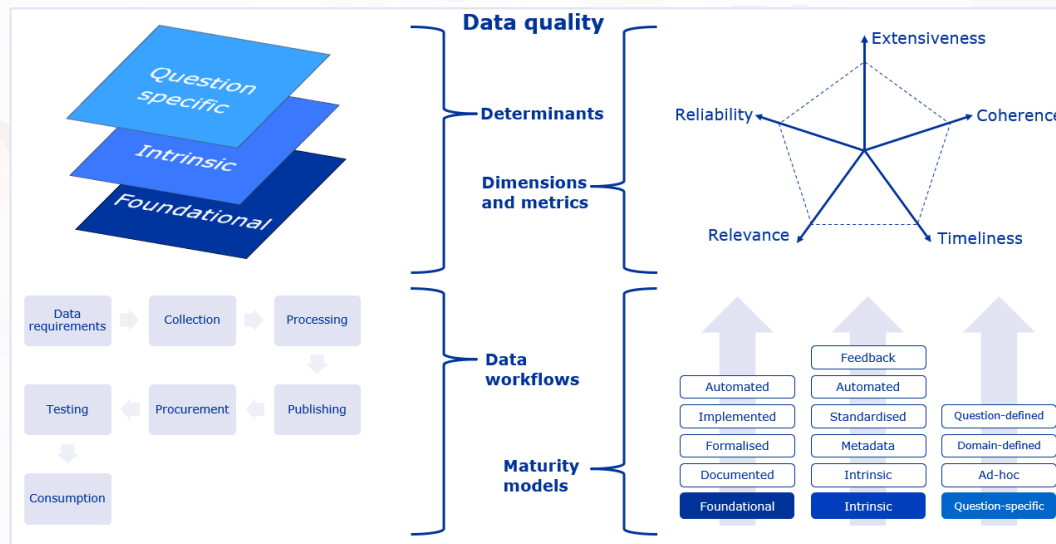 Data quality
Question
specific
Intrinsic
Foundational
Determinants
Dimensions
and metrics
Extensiveness
Reliability
Coherence
Relevance
Timeliness
Data
requirements
Collection
Processing
Testing
Procurement
Publishing
Consumption
Data
workflows
Maturity
models
Feedback
Automated
Automated
Implemented
Standardised
Question-defined
Formalised
Metadata
Domain-defined
Documented
Intrinsic
Ad-hoc
Foundational
Intrinsic
Question-specific